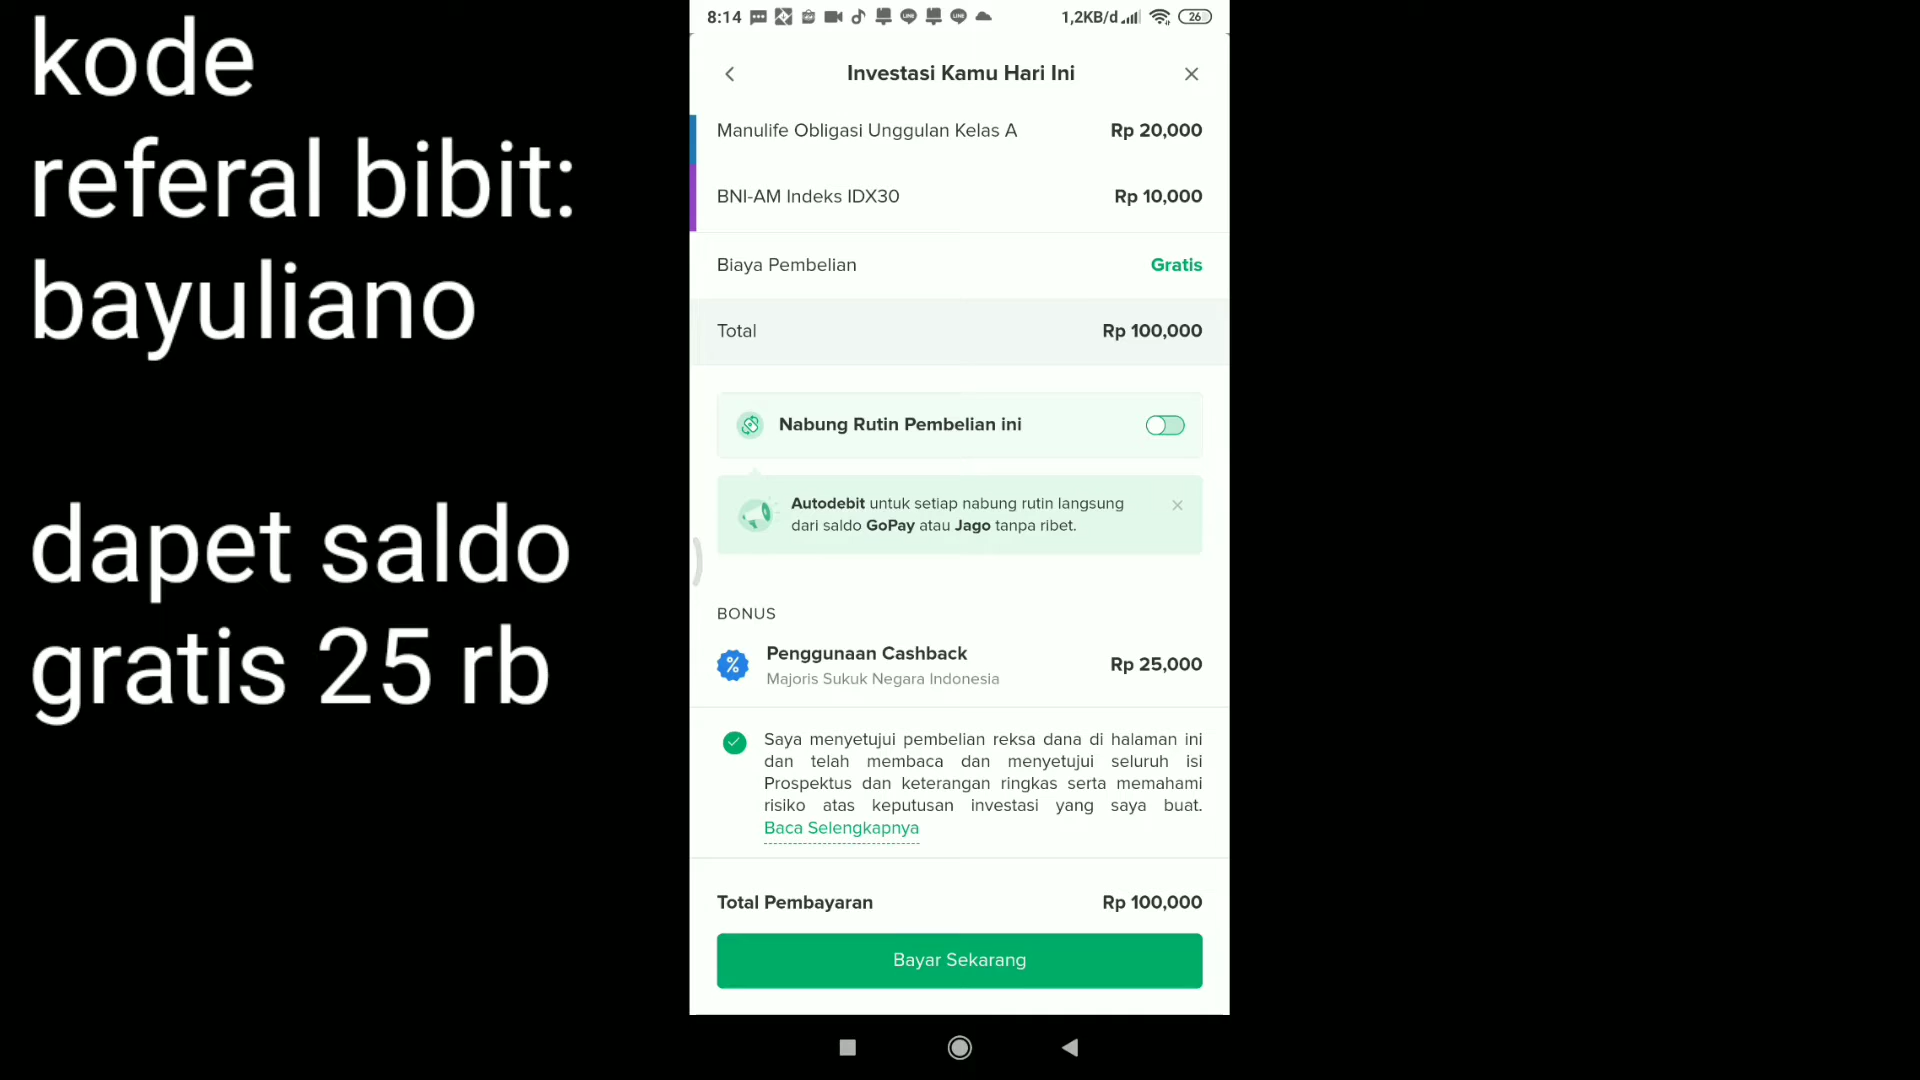 kode
referal bibit:
bayuliano
dapet saldo
gratis 25 rb
8:14
1,2KB/d
26
Investasi Kamu Hari Ini
Manulife Obligasi Unggulan Kelas A Rp 20,000
BNI-AM Indeks IDX30 Rp 10,000
Biaya Pembelian Gratis
Total Rp 100,000
Nabung Rutin Pembelian ini
Autodebit untuk setiap nabung rutin langsung
dari saldo GoPay atau Jago tanpa ribet.
BONUS
Penggunaan Cashback Rp 25,000
Majoris Sukuk Negara Indonesia
Saya menyetujui pembelian reksa dana di halaman ini
dan telah membaca dan menyetujui seluruh isi
Prospektus dan keterangan ringkas serta memahami
risiko atas keputusan investasi yang saya buat.
Baca Selengkapnya
Total Pembayaran Rp 100,000
Bayar Sekarang